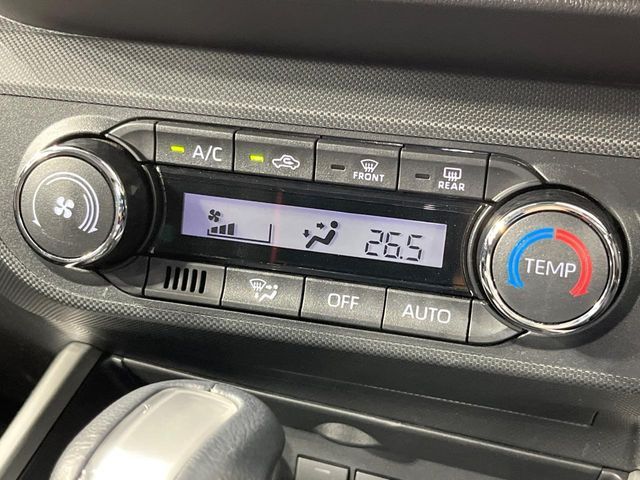 A/C
FRONT
REAR
26.5
TEMP
OFF
AUTO